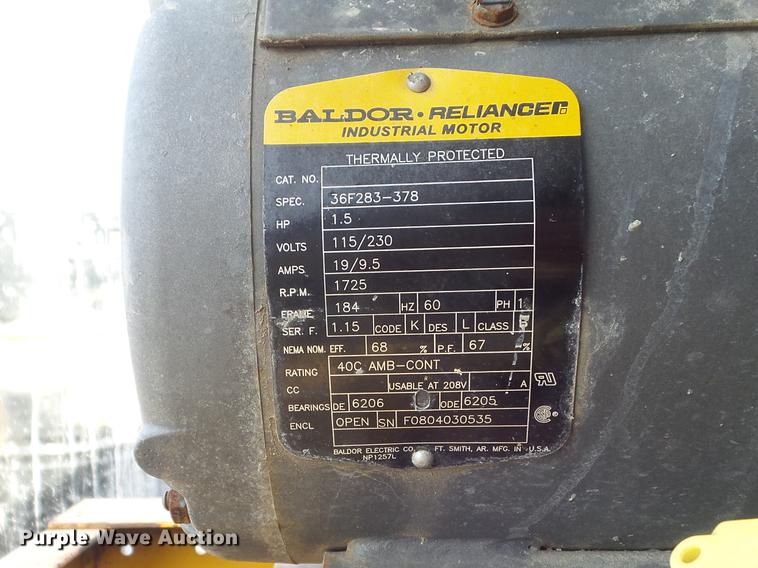 BALDOR • RELIANCER
INDUSTRIAL MOTOR
THERMALLY PROTECTED
CAT. NO.
SPEC. 36F283-378
HP 1.5
VOLTS 115/230
AMPS 19/9.5
R.P.M. 1725
FRAME 184 HZ 60 PH 1
SER. F. 1.15 CODE K DES L CLASS
NEMA NOM. EFF. 68 % P.F. 67 %
RATING 40C AMB-CONT
CC USABLE AT 208V A
BEARINGS DE 6206 ODE 6205
ENCL OPEN SN F0804030535
BALDOR ELECTRIC CO. FT. SMITH, AR. MFG. IN U.S.A.
NP1257L
Purple Wave Auction